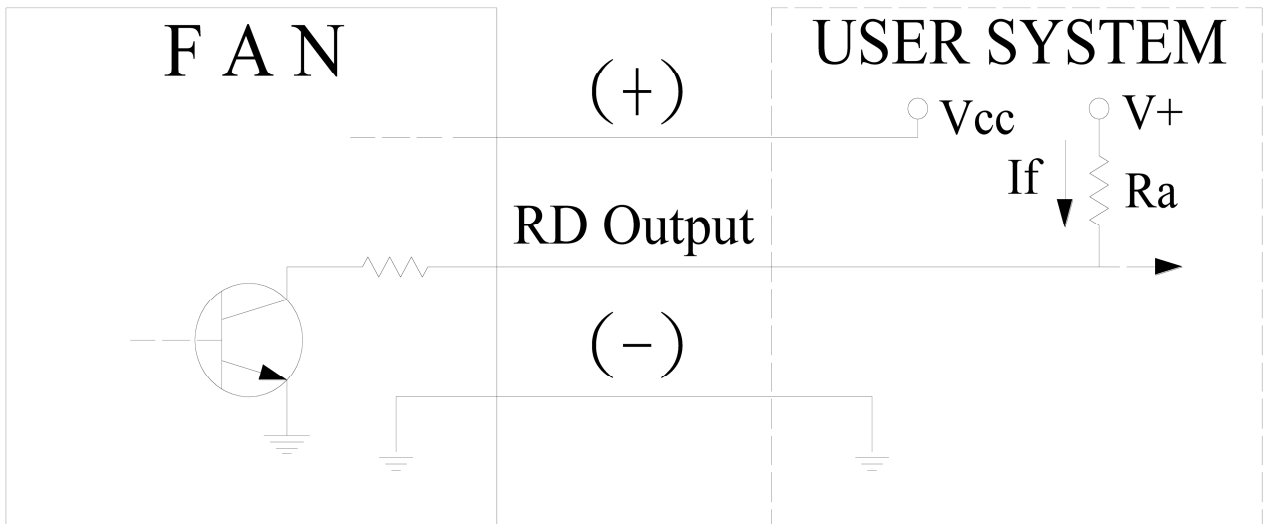 F A N
USER SYSTEM
(+)
Vcc
V+
If
Ra
RD Output
(-)